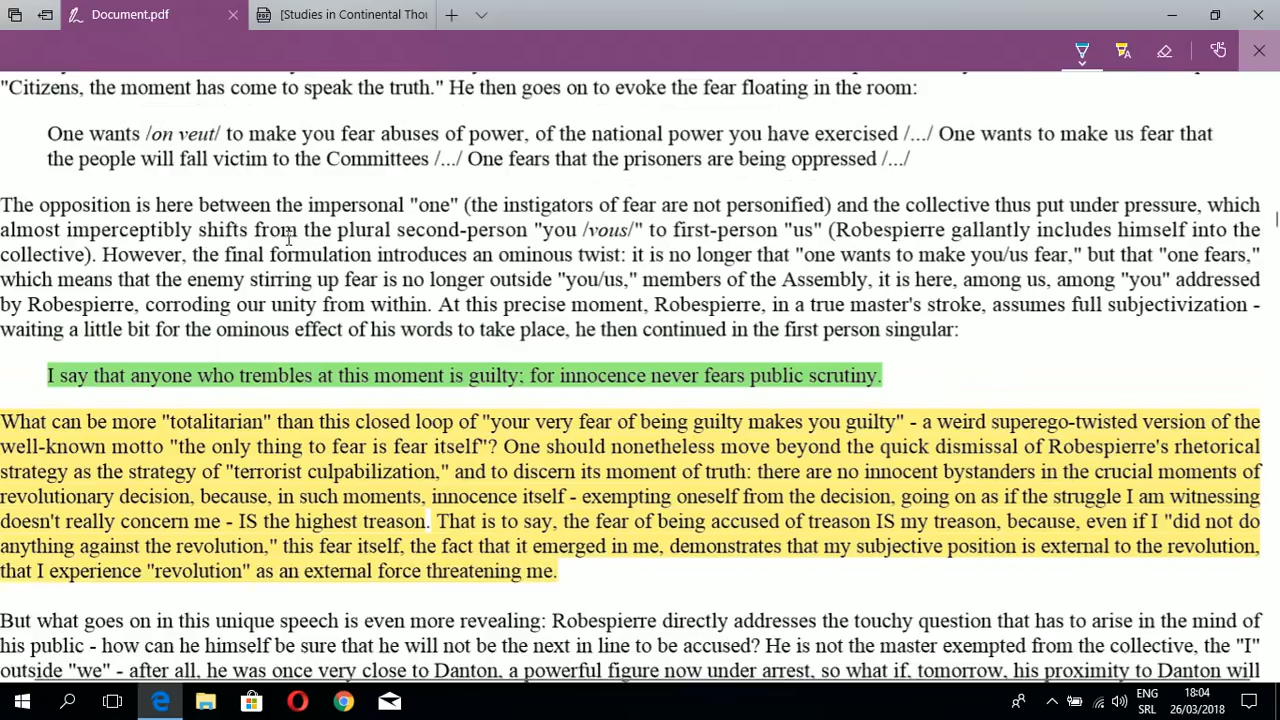 Document.pdf
[Studies in Continental Thou
"Citizens, the moment has come to speak the truth." He then goes on to evoke the fear floating in the room:
One wants /on veut/ to make you fear abuses of power, of the national power you have exercised /.../ One wants to make us fear that
the people will fall victim to the Committees /.../ One fears that the prisoners are being oppressed /.../
The opposition is here between the impersonal "one" (the instigators of fear are not personified) and the collective thus put under pressure, which
almost imperceptibly shifts from the plural second-person "you /vous/" to first-person "us" (Robespierre gallantly includes himself into the
collective). However, the final formulation introduces an ominous twist: it is no longer that "one wants to make you/us fear," but that "one fears,"
which means that the enemy stirring up fear is no longer outside "you/us," members of the Assembly, it is here, among us, among "you" addressed
by Robespierre, corroding our unity from within. At this precise moment, Robespierre, in a true master's stroke, assumes full subjectivization -
waiting a little bit for the ominous effect of his words to take place, he then continued in the first person singular:
I say that anyone who trembles at this moment is guilty; for innocence never fears public scrutiny.
What can be more "totalitarian" than this closed loop of "your very fear of being guilty makes you guilty" - a weird superego-twisted version of the
well-known motto "the only thing to fear is fear itself"? One should nonetheless move beyond the quick dismissal of Robespierre's rhetorical
strategy as the strategy of "terrorist culpabilization," and to discern its moment of truth: there are no innocent bystanders in the crucial moments of
revolutionary decision, because, in such moments, innocence itself - exempting oneself from the decision, going on as if the struggle I am witnessing
doesn't really concern me - IS the highest treason. That is to say, the fear of being accused of treason IS my treason, because, even if I "did not do
anything against the revolution," this fear itself, the fact that it emerged in me, demonstrates that my subjective position is external to the revolution,
that I experience "revolution" as an external force threatening me.
But what goes on in this unique speech is even more revealing: Robespierre directly addresses the touchy question that has to arise in the mind of
his public - how can he himself be sure that he will not be the next in line to be accused? He is not the master exempted from the collective, the "I"
outside "we" - after all, he was once very close to Danton, a powerful figure now under arrest, so what if, tomorrow, his proximity to Danton will
ENG
18:04
SRL
26/03/2018